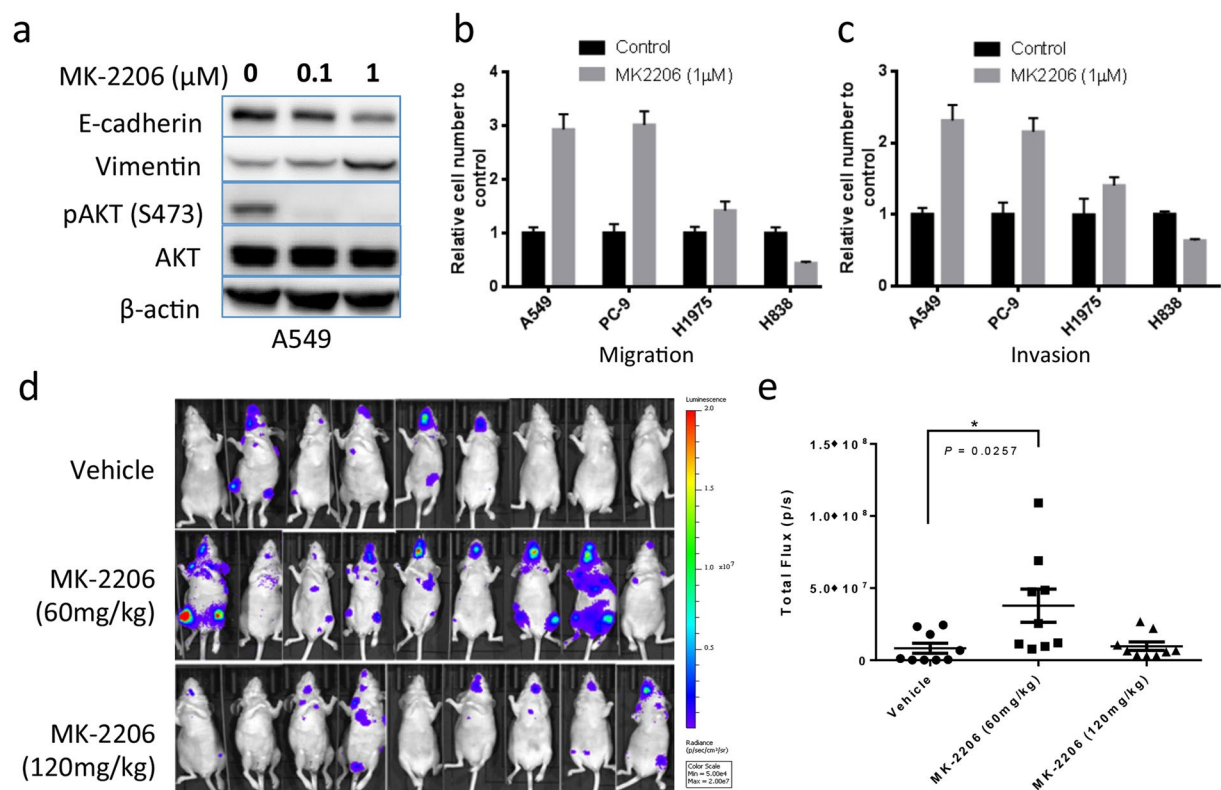 a
MK-2206 (μM) 0 0.1 1
E-cadherin
Vimentin
pAKT (S473)
AKT
β-actin
A549
b
Control
MK2206 (1μM)
Relative cell number to
control
4
3
2
1
0
A549
PC-9
H1975
H838
Migration
c
Control
MK2206 (1μM)
Relative cell number to
control
3
2
1
0
A549
PC-9
H1975
H838
Invasion
d
Vehicle
MK-2206
(60mg/kg)
MK-2206
(120mg/kg)
Luminescence
2.0
1.5
1.0 x10⁷
0.5
Radiance
(p/sec/cm²/sr)
Color Scale
Min = 5.00e4
Max = 2.00e7
e
*
P = 0.0257
Total Flux (p/s)
1.5♦10⁸
1.0♦10⁸
5.0♦10⁷
0
Vehicle
MK-2206 (60mg/kg)
MK-2206 (120mg/kg)